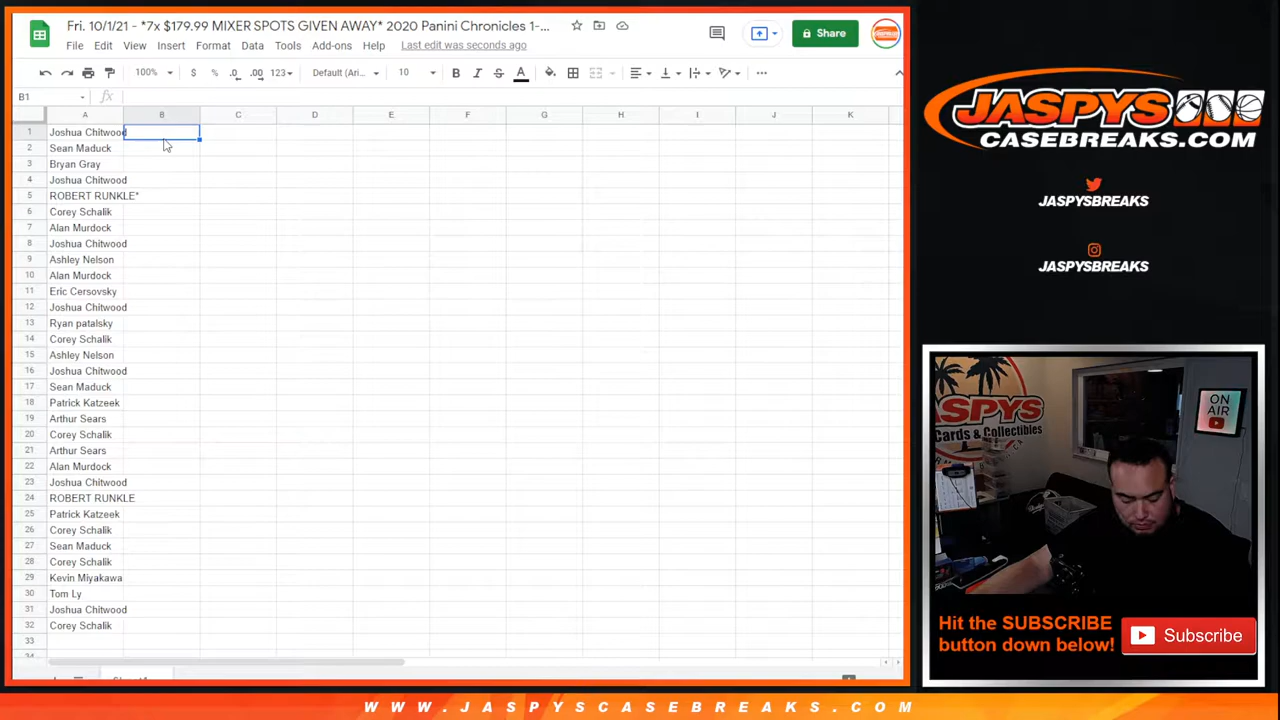 Fri. 10/1/21 - *7x $179.99 MIXER SPOTS GIVEN AWAY* 2020 Panini Chronicles 1-...
File Edit View Insert Format Data Tools Add-ons Help Last edit was seconds ago
Share
100% $ % .0 .00 123 Default (Ari... 10 B I S A
B1 fx
A B C D E F G H I J K
1 Joshua Chitwood
2 Sean Maduck
3 Bryan Gray
4 Joshua Chitwood
5 ROBERT RUNKLE*
6 Corey Schalik
7 Alan Murdock
8 Joshua Chitwood
9 Ashley Nelson
10 Alan Murdock
11 Eric Cersovsky
12 Joshua Chitwood
13 Ryan patalsky
14 Corey Schalik
15 Ashley Nelson
16 Joshua Chitwood
17 Sean Maduck
18 Patrick Katzeek
19 Arthur Sears
20 Corey Schalik
21 Arthur Sears
22 Alan Murdock
23 Joshua Chitwood
24 ROBERT RUNKLE
25 Patrick Katzeek
26 Corey Schalik
27 Sean Maduck
28 Corey Schalik
29 Kevin Miyakawa
30 Tom Ly
31 Joshua Chitwood
32 Corey Schalik
33
JASPYS
CASEBREAKS.COM
JASPYSBREAKS
JASPYSBREAKS
ASPYS
Cards & Collectibles
ON
AIR
Hit the SUBSCRIBE
button down below!
Subscribe
WWW.JASPYSCASEBREAKS.COM